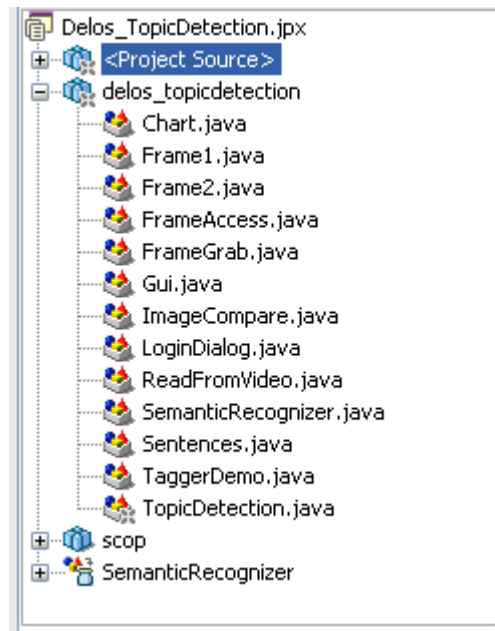 Delos_TopicDetection.jpx
<Project Source>
delos_topicdetection
Chart.java
Frame1.java
Frame2.java
FrameAccess.java
FrameGrab.java
Gui.java
ImageCompare.java
LoginDialog.java
ReadFromVideo.java
SemanticRecognizer.java
Sentences.java
TaggerDemo.java
TopicDetection.java
scop
SemanticRecognizer